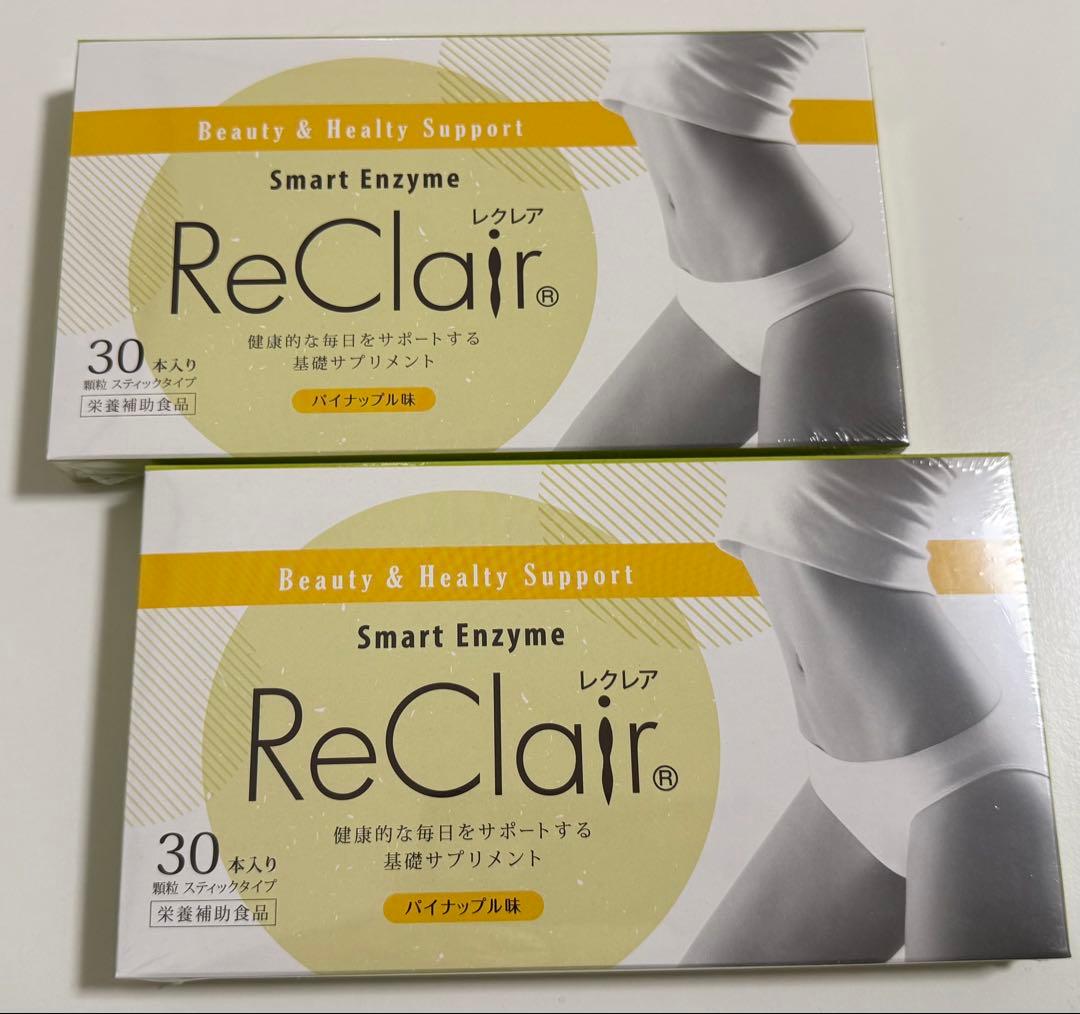 Beauty & Healty Support
Smart Enzyme
レクレア
ReClair®
健康的な毎日をサポートする
基礎サプリメント
パイナップル味
30本入り
顆粒 スティックタイプ
栄養補助食品
Beauty & Healty Support
Smart Enzyme
レクレア
ReClair®
健康的な毎日をサポートする
基礎サプリメント
パイナップル味
30本入り
顆粒 スティックタイプ
栄養補助食品